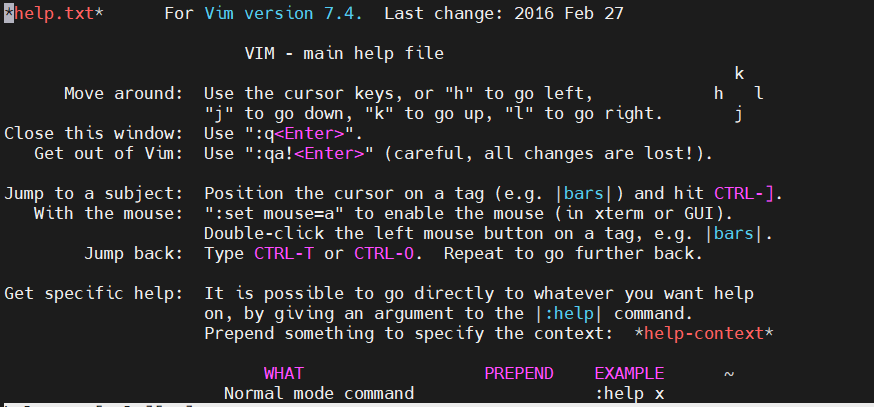 *help.txt*      For Vim version 7.4.  Last change: 2016 Feb 27
VIM - main help file
k
Move around:  Use the cursor keys, or "h" to go left,            h   l
"j" to go down, "k" to go up, "l" to go right.       j
Close this window:  Use ":q<Enter>".
Get out of Vim:  Use ":qa!<Enter>" (careful, all changes are lost!).
Jump to a subject:  Position the cursor on a tag (e.g. |bars|) and hit CTRL-].
With the mouse:  ":set mouse=a" to enable the mouse (in xterm or GUI).
Double-click the left mouse button on a tag, e.g. |bars|.
Jump back:  Type CTRL-T or CTRL-O.  Repeat to go further back.
Get specific help:  It is possible to go directly to whatever you want help
on, by giving an argument to the |:help| command.
Prepend something to specify the context:  *help-context*
WHAT                  PREPEND    EXAMPLE      ~
Normal mode command                  :help x